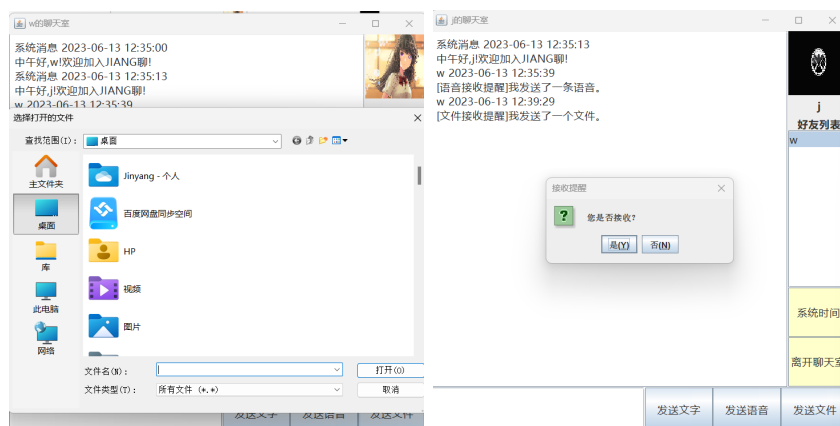 w的聊天室
系统消息 2023-06-13 12:35:00
中午好,w!欢迎加入JIANG聊!
系统消息 2023-06-13 12:35:13
中午好,j!欢迎加入JIANG聊!
w 2023-06-13 12:35:39
选择打开的文件
查找范围(I):
桌面
主文件夹
桌面
库
此电脑
网络
Jinyang - 个人
百度网盘同步空间
HP
视频
图片
文件名(N):
打开(O)
文件类型(T):
所有文件 (*.*)
取消
发送文字
发送语音
发送文件
j的聊天室
系统消息 2023-06-13 12:35:13
中午好,j!欢迎加入JIANG聊!
w 2023-06-13 12:35:39
[语音接收提醒]我发送了一条语音。
w 2023-06-13 12:39:29
[文件接收提醒]我发送了一个文件。
j
好友列表
w
接收提醒
?
您是否接收?
是(Y)
否(N)
系统时间
离开聊天室
发送文字
发送语音
发送文件